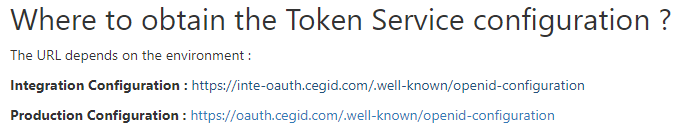 Where to obtain the Token Service configuration ?
The URL depends on the environment :
Integration Configuration : https://inte-oauth.cegid.com/.well-known/openid-configuration
Production Configuration : https://oauth.cegid.com/.well-known/openid-configuration